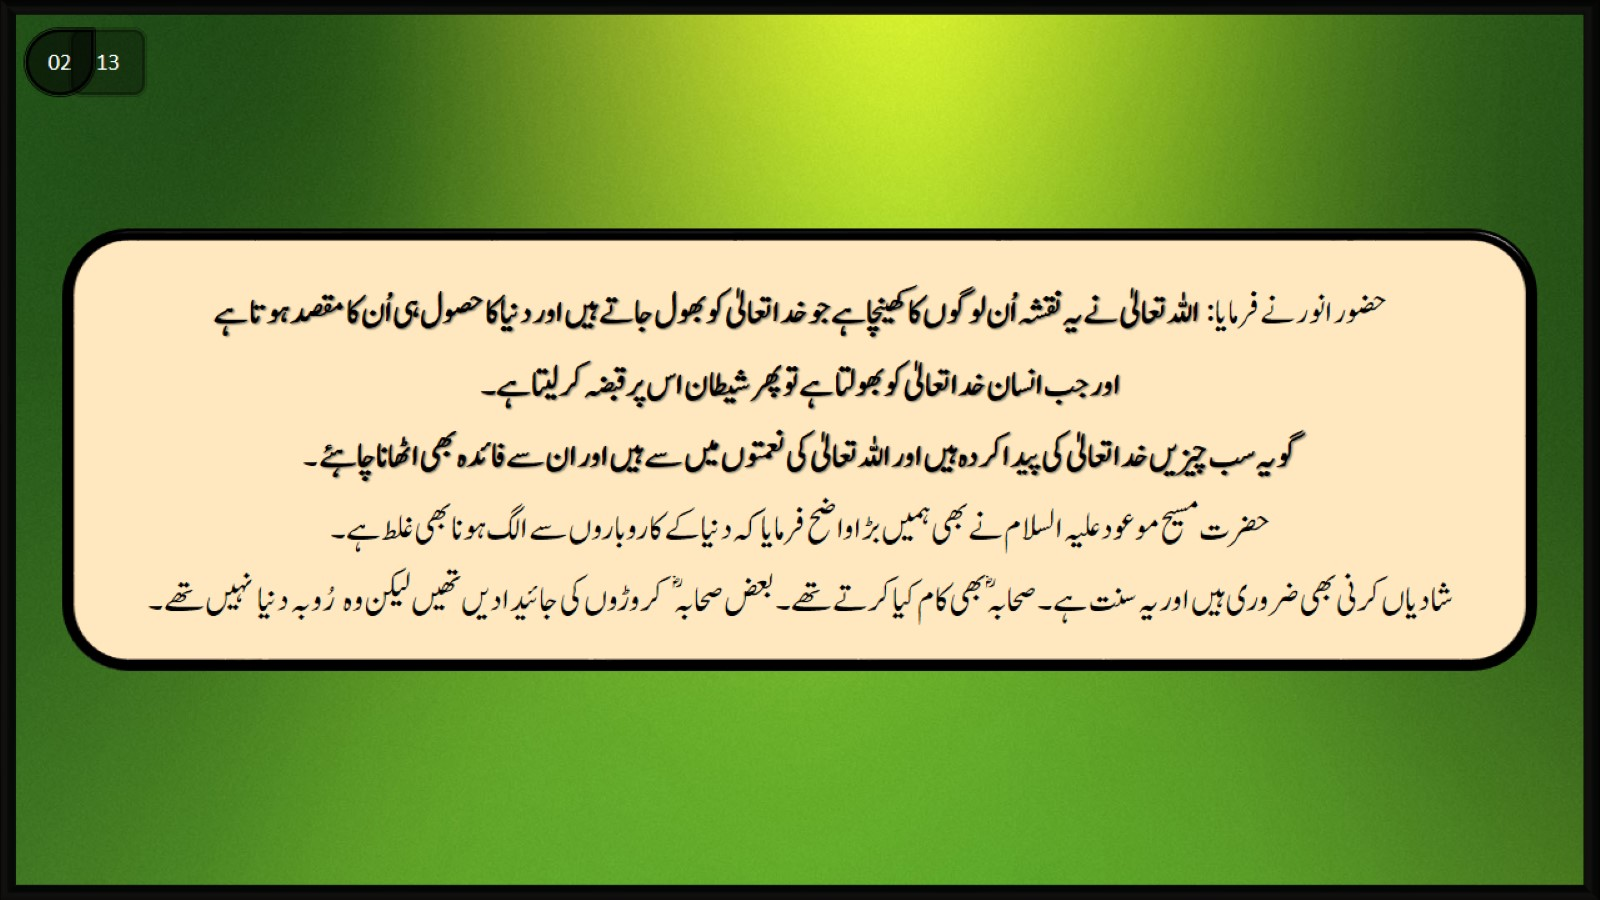 02 13
حضور انور نے فرمایا: اللہ تعالیٰ نے یہ نقشہ اُن لوگوں کا کھینچا ہے جو خدا تعالیٰ کو بھول جاتے ہیں اور دنیا کا حصول ہی اُن کا مقصد ہوتا ہے
اور جب انسان خدا تعالیٰ کو بھولتا ہے تو پھر شیطان اس پر قبضہ کر لیتا ہے۔
گو یہ سب چیزیں خدا تعالیٰ کی پیدا کردہ ہیں اور اللہ تعالیٰ کی نعمتوں میں سے ہیں اور ان سے فائدہ بھی اٹھانا چاہئے۔
حضرت مسیح موعود علیہ السلام نے بھی ہمیں بڑا واضح فرمایا کہ دنیا کے کاروباروں سے الگ ہونا بھی غلط ہے۔
شادیاں کرنی بھی ضروری ہیں اور یہ سنت ہے۔ صحابہؓ بھی کام کیا کرتے تھے۔ بعض صحابہؓ کروڑوں کی جائیدادیں تھیں لیکن وہ رُوبہ دنیا نہیں تھے۔